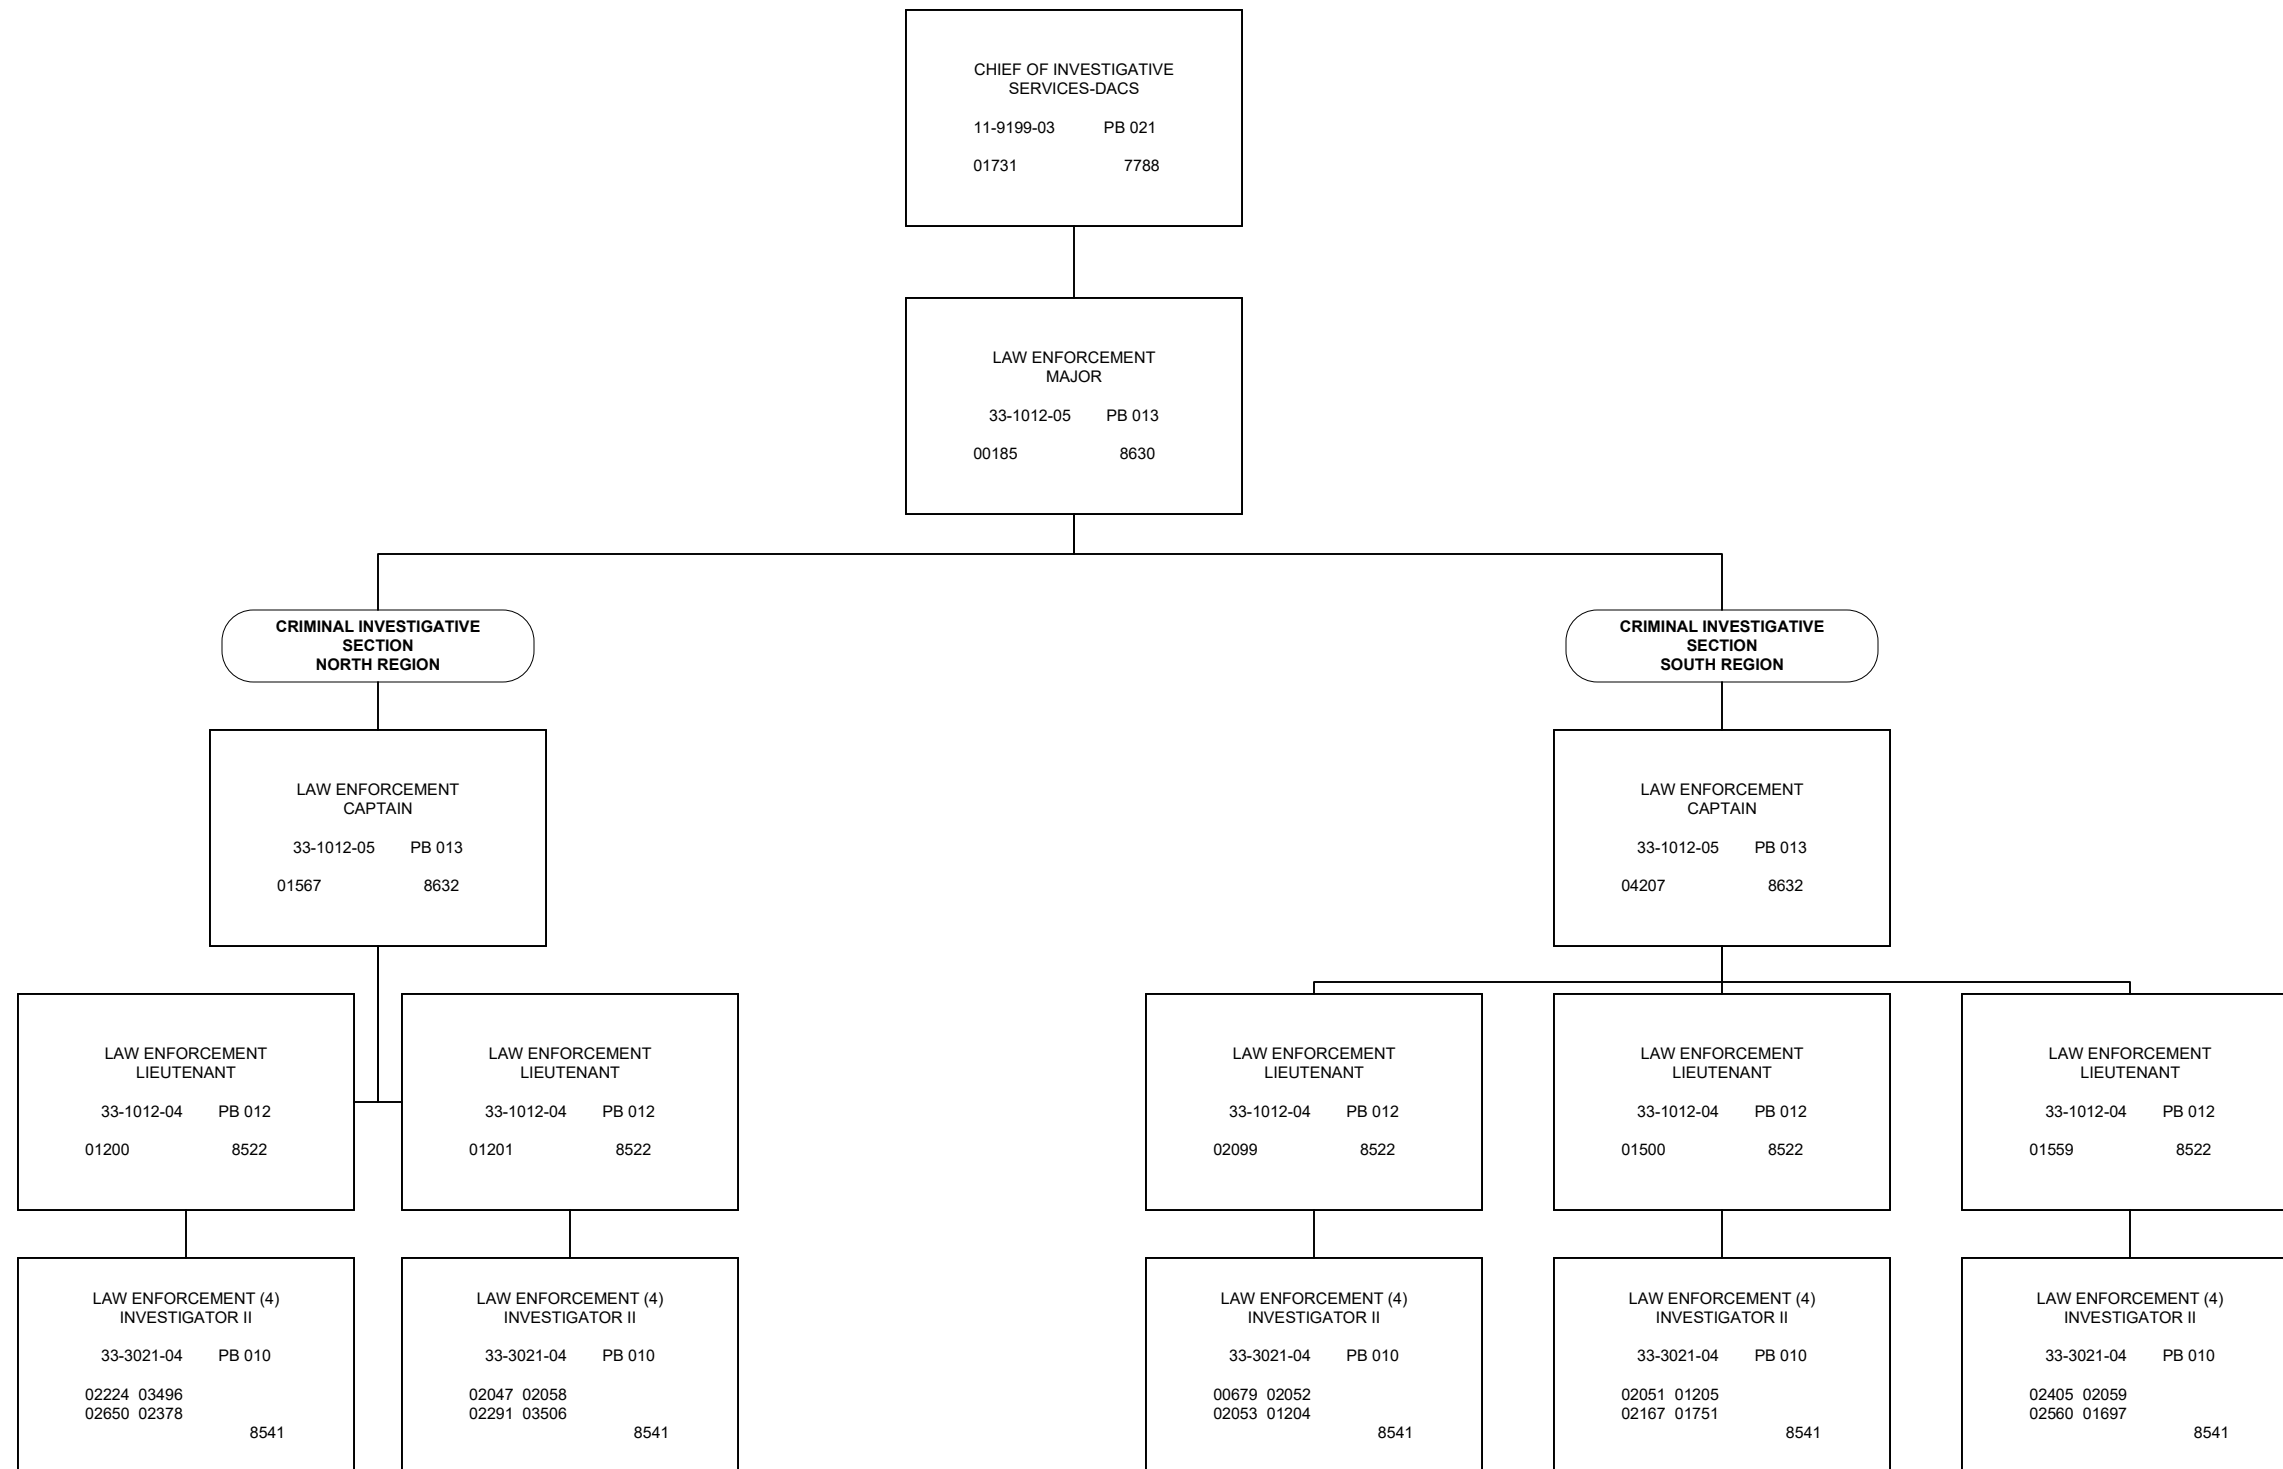 CHIEF OF INVESTIGATIVE
SERVICES-DACS
11-9199-03 PB 021
01731 7788
LAW ENFORCEMENT
MAJOR
33-1012-05 PB 013
00185 8630
CRIMINAL INVESTIGATIVE
SECTION
NORTH REGION
LAW ENFORCEMENT
CAPTAIN
33-1012-05 PB 013
01567 8632
LAW ENFORCEMENT
LIEUTENANT
33-1012-04 PB 012
01200 8522
LAW ENFORCEMENT (4)
INVESTIGATOR II
33-3021-04 PB 010
02224 03496
02650 02378
8541
LAW ENFORCEMENT
LIEUTENANT
33-1012-04 PB 012
01201 8522
LAW ENFORCEMENT (4)
INVESTIGATOR II
33-3021-04 PB 010
02047 02058
02291 03506
8541
CRIMINAL INVESTIGATIVE
SECTION
SOUTH REGION
LAW ENFORCEMENT
CAPTAIN
33-1012-05 PB 013
04207 8632
LAW ENFORCEMENT
LIEUTENANT
33-1012-04 PB 012
02099 8522
LAW ENFORCEMENT (4)
INVESTIGATOR II
33-3021-04 PB 010
00679 02052
02053 01204
8541
LAW ENFORCEMENT
LIEUTENANT
33-1012-04 PB 012
01500 8522
LAW ENFORCEMENT (4)
INVESTIGATOR II
33-3021-04 PB 010
02051 01205
02167 01751
8541
LAW ENFORCEMENT
LIEUTENANT
33-1012-04 PB 012
01559 8522
LAW ENFORCEMENT (4)
INVESTIGATOR II
33-3021-04 PB 010
02405 02059
02560 01697
8541